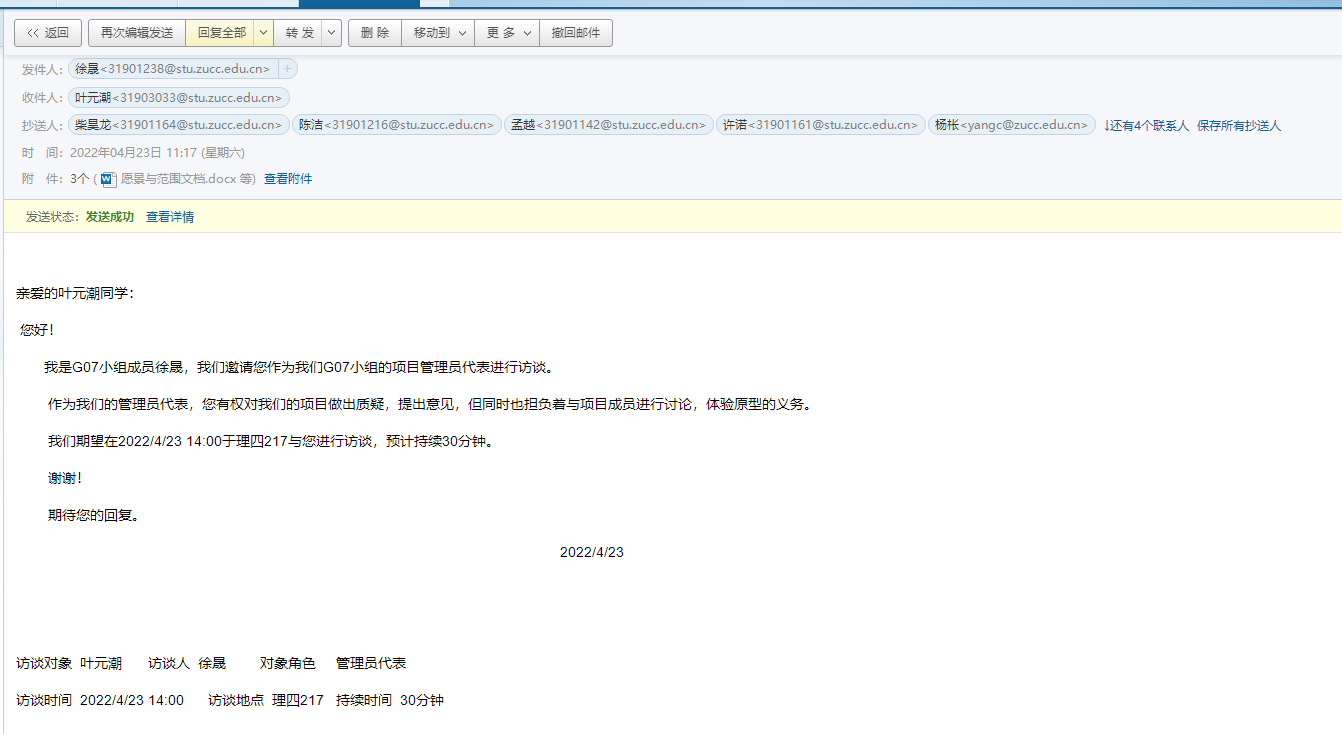 << 返回 再次编辑发送 回复全部 转 发 删 除 移动到 更 多 撤回邮件
发件人： 徐晟<31901238@stu.zucc.edu.cn> +
收件人： 叶元潮<31903033@stu.zucc.edu.cn>
抄送人： 柴昊龙<31901164@stu.zucc.edu.cn> 陈洁<31901216@stu.zucc.edu.cn> 孟越<31901142@stu.zucc.edu.cn> 许诺<31901161@stu.zucc.edu.cn> 杨枨<yangc@zucc.edu.cn> ↓还有4个联系人 保存所有抄送人
时 间： 2022年04月23日 11:17 (星期六)
附 件： 3个 ( 愿景与范围文档.docx 等) 查看附件
发送状态： 发送成功 查看详情
亲爱的叶元潮同学：
您好！
我是G07小组成员徐晟，我们邀请您作为我们G07小组的项目管理员代表进行访谈。
作为我们的管理员代表，您有权对我们的项目做出质疑，提出意见，但同时也担负着与项目成员进行讨论，体验原型的义务。
我们期望在2022/4/23 14:00于理四217与您进行访谈，预计持续30分钟。
谢谢！
期待您的回复。
2022/4/23
访谈对象 叶元潮 访谈人 徐晟 对象角色 管理员代表
访谈时间 2022/4/23 14:00 访谈地点 理四217 持续时间 30分钟